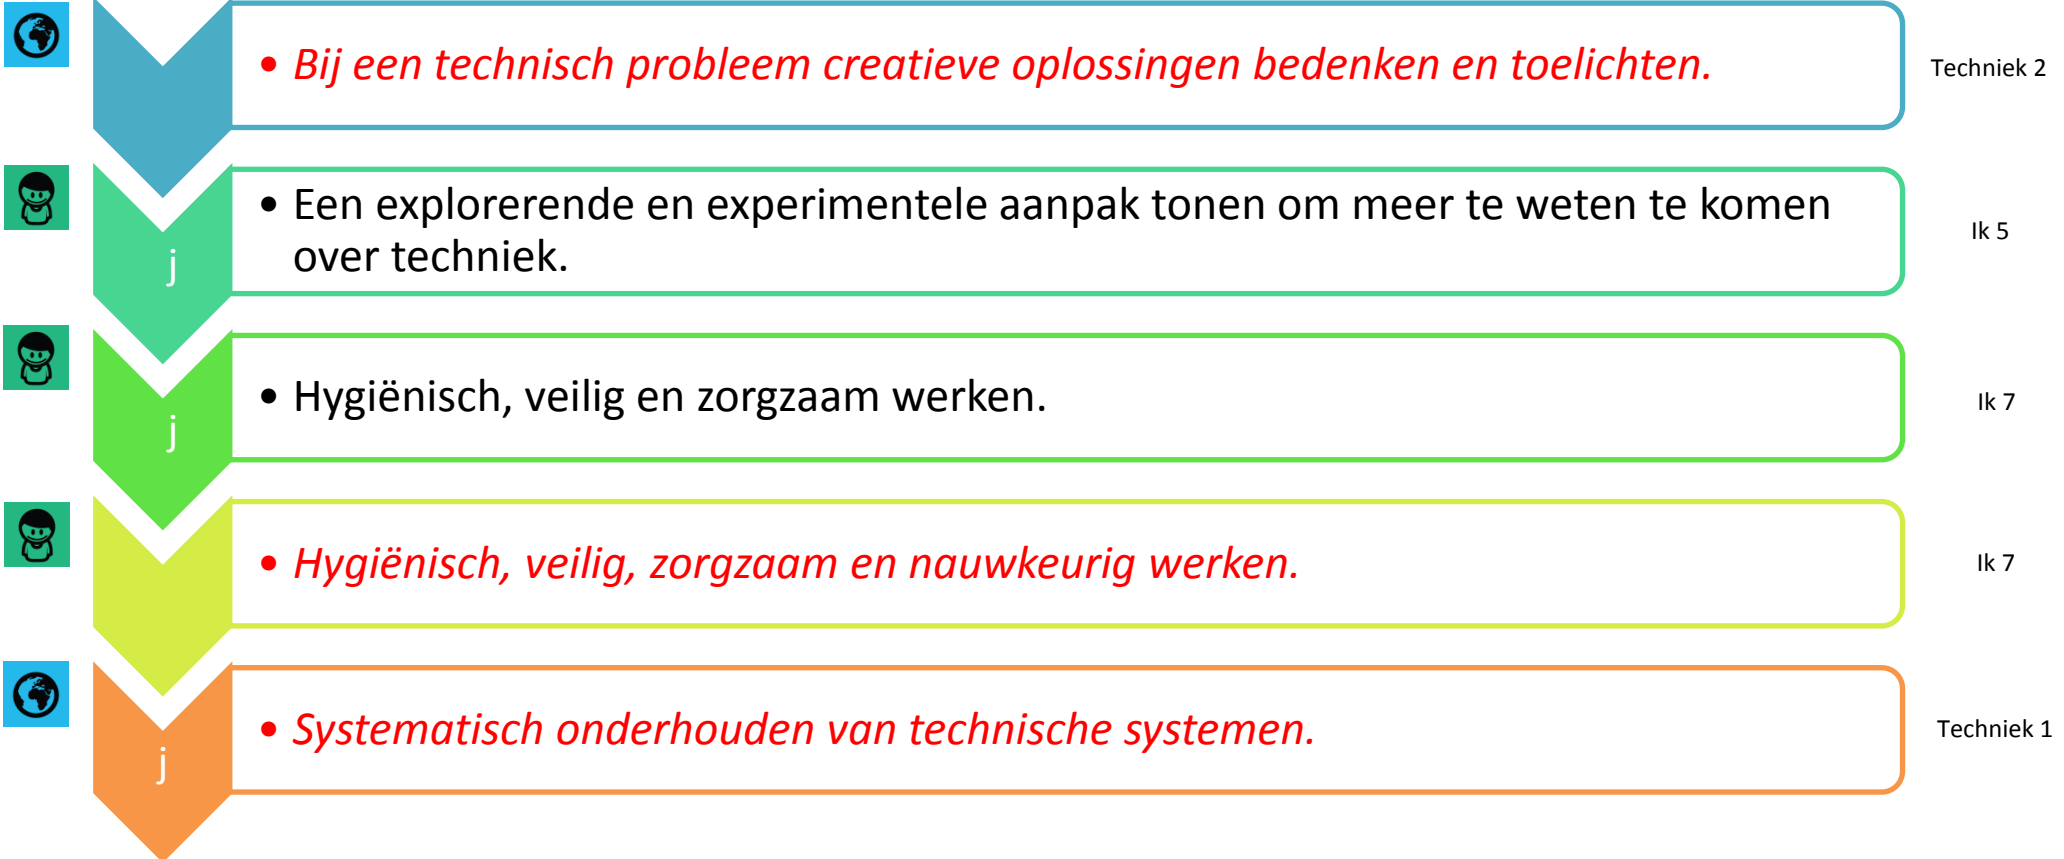 • Bij een technisch probleem creatieve oplossingen bedenken en toelichten.
Techniek 2
j
• Een explorerende en experimentele aanpak tonen om meer te weten te komen
over techniek.
Ik 5
j
• Hygiënisch, veilig en zorgzaam werken.
Ik 7
• Hygiënisch, veilig, zorgzaam en nauwkeurig werken.
Ik 7
j
• Systematisch onderhouden van technische systemen.
Techniek 1